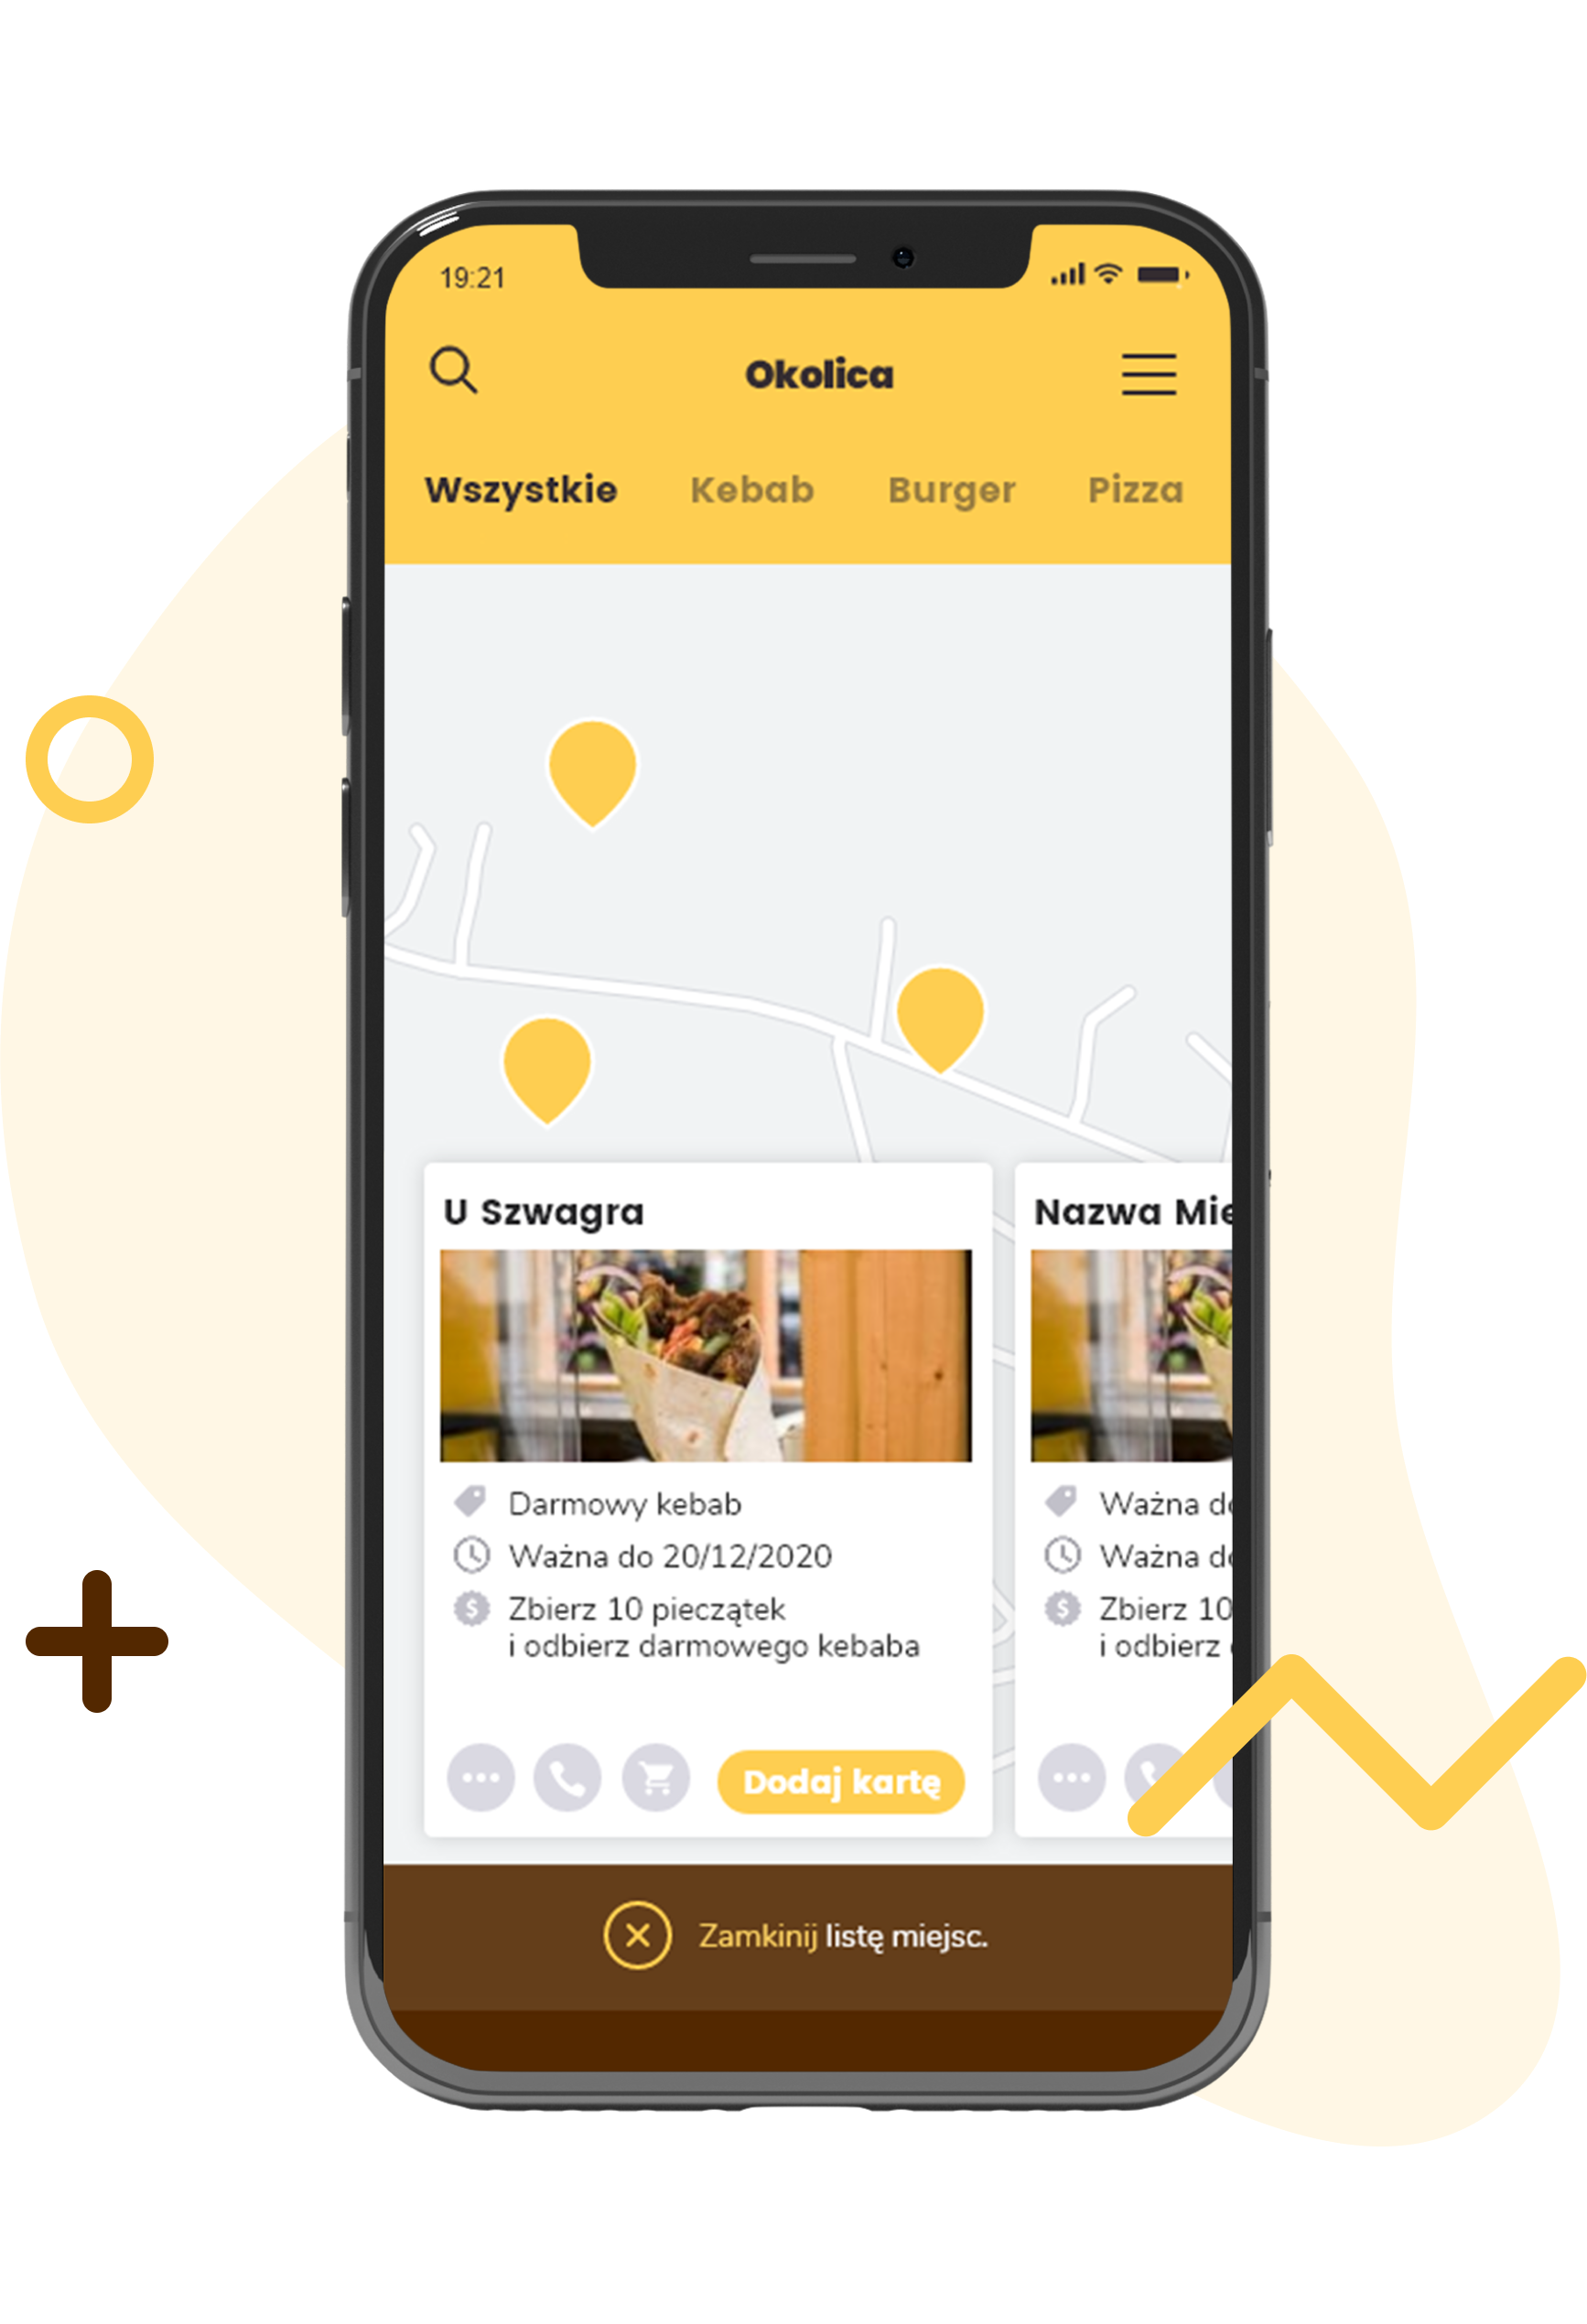 19:21
Okolica
Wszystkie Kebab Burger Pizza
U Szwagra
Darmowy kebab
Ważna do 20/12/2020
Zbierz 10 pieczątek
i odbierz darmowego kebaba
Dodaj kartę
Nazwa
Ważna
Ważna
Zbierz 10
i odbierz
Zamkinij listę miejsc.